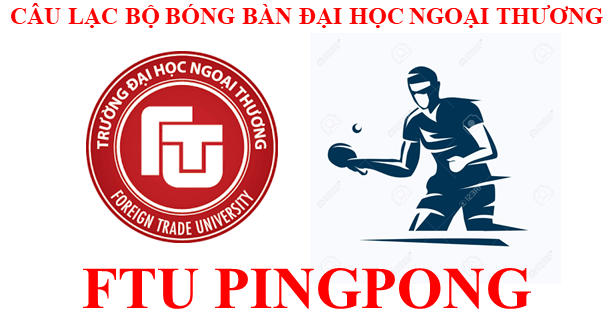 CÂU LẠC BỘ BÓNG BÀN ĐẠI HỌC NGOẠI THƯƠNG
TRƯỜNG ĐẠI HỌC NGOẠI THƯƠNG
FTU
FOREIGN TRADE UNIVERSITY
FTU PINGPONG